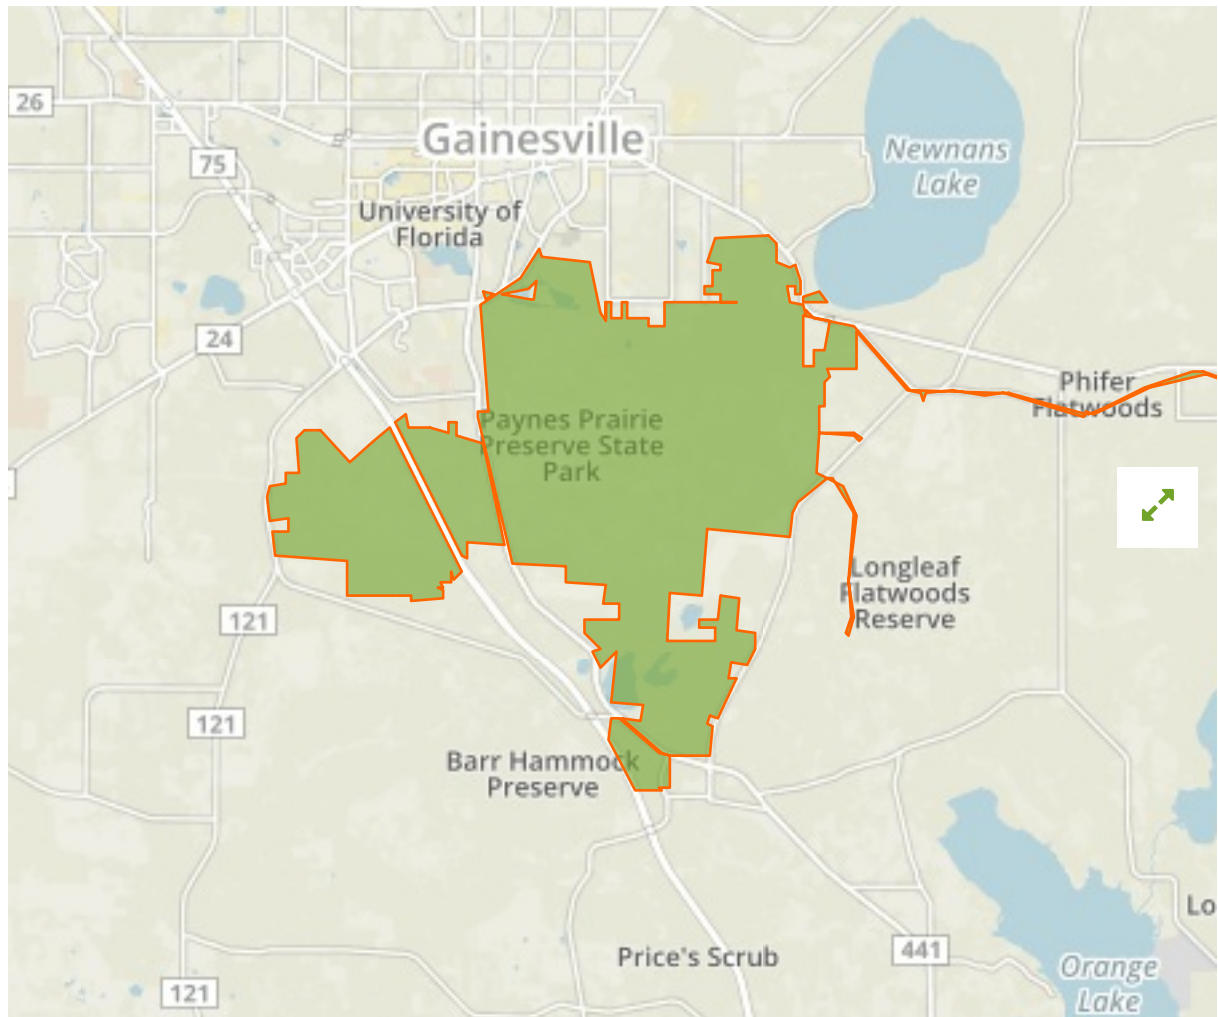 26
Gainesville
Newnans
Lake
75
University of
Florida
24
Phifer
Flatwoods
Paynes Prairie
Preserve State
Park
Longleaf
Flatwoods
Reserve
121
121
Barr Hammock
Preserve
Lo
441
Price's Scrub
Orange
Lake
121